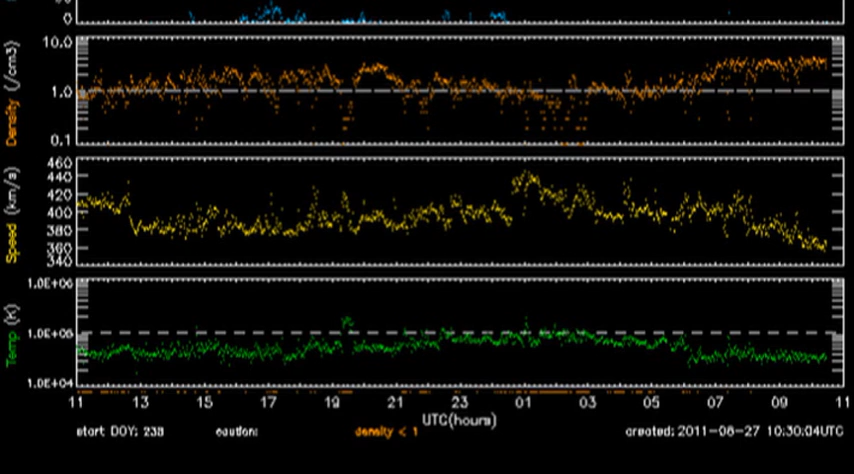 0
10.0
1.0
0.1
Density (/cm3)
460
440
420
400
380
360
340
Speed (km/s)
1.0E+06
1.0E+05
1.0E+04
Temp (K)
11 13 15 17 19 21 23 01 03 05 07 09 11
UTC(hours)
start DOY: 238 caution: density < 1 created: 2011-08-27 10:30:04UTC